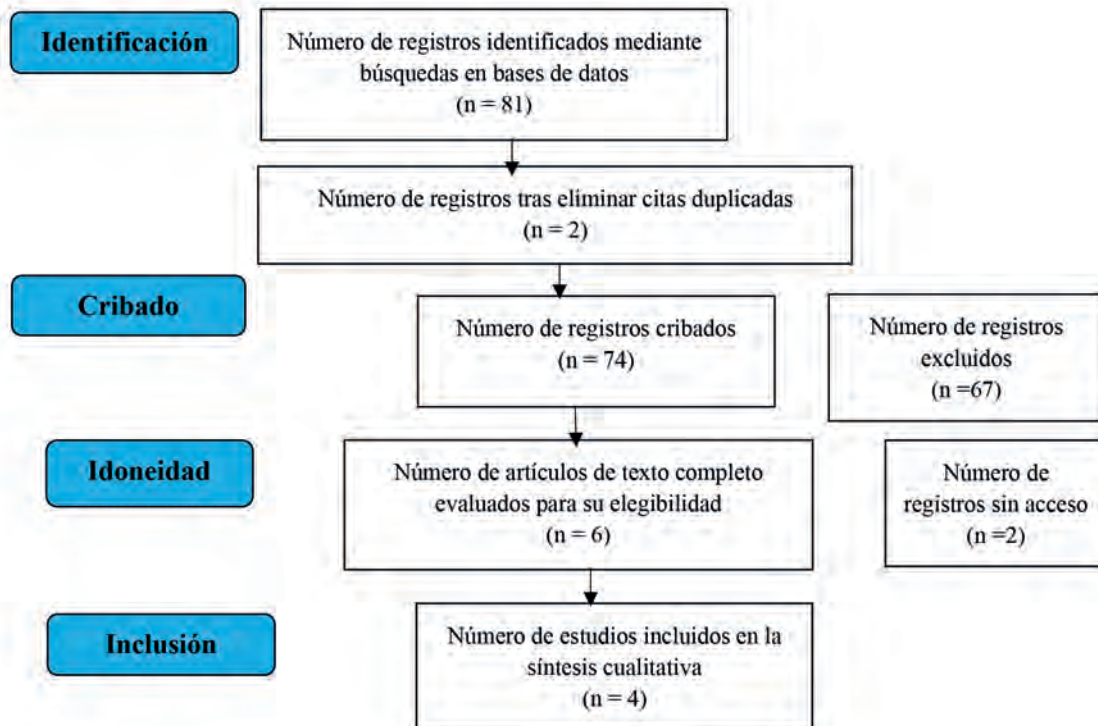 Identificación
Número de registros identificados mediante
búsquedas en bases de datos
(n = 81)
Número de registros tras eliminar citas duplicadas
(n = 2)
Cribado
Número de registros cribados
(n = 74)
Número de registros
excluidos
(n =67)
Idoneidad
Número de artículos de texto completo
evaluados para su elegibilidad
(n = 6)
Número de
registros sin acceso
(n =2)
Inclusión
Número de estudios incluidos en la
síntesis cualitativa
(n = 4)